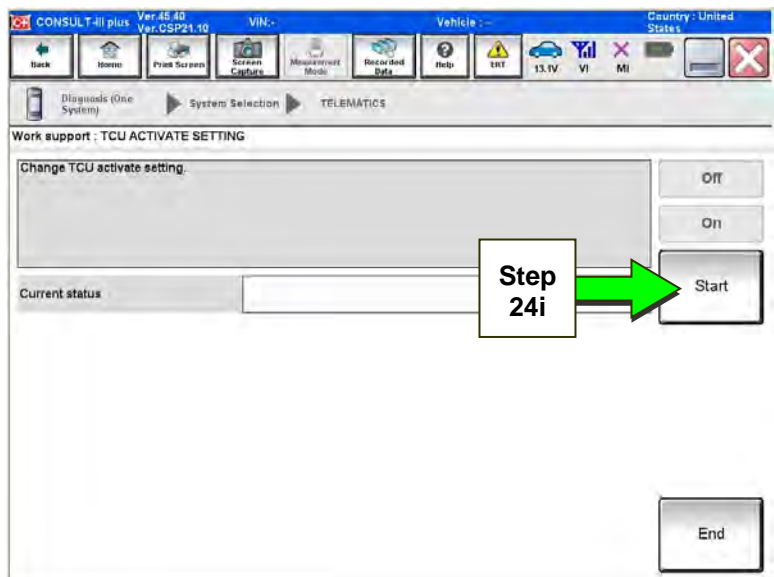 CONSULT-III plus Ver.45.40 VIN:- Vehicle : - Country : United
Ver.CSP21.10 States
Back Home Print Screen Screen Capture Measurement Mode Recorded Data Help ERT 13.1V VI MI
Diagnosis (One System) System Selection TELEMATICS
Work support : TCU ACTIVATE SETTING
Change TCU activate setting.
Off
On
Step
24i
Start
Current status
End